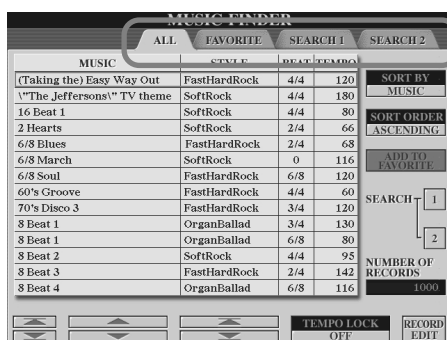 MUSIC FINDER
ALL FAVORITE SEARCH 1 SEARCH 2
MUSIC STYLE BEAT TEMPO
(Taking the) Easy Way Out FastHardRock 4/4 120
\"The Jeffersons\" TV theme SoftRock 4/4 180
16 Beat 1 SoftRock 4/4 80
2 Hearts SoftRock 2/4 66
6/8 Blues FastHardRock 2/4 68
6/8 March SoftRock 0 116
6/8 Soul FastHardRock 6/8 120
60's Groove FastHardRock 4/4 60
70's Disco 3 FastHardRock 3/4 120
8 Beat 1 OrganBallad 3/4 130
8 Beat 1 OrganBallad 6/8 80
8 Beat 2 SoftRock 4/4 95
8 Beat 3 FastHardRock 2/4 142
8 Beat 4 OrganBallad 6/8 116
SORT BY
MUSIC
SORT ORDER
ASCENDING
ADD TO
FAVORITE
SEARCH 1
2
NUMBER OF
RECORDS
1000
TEMPO LOCK
OFF
RECORD
EDIT